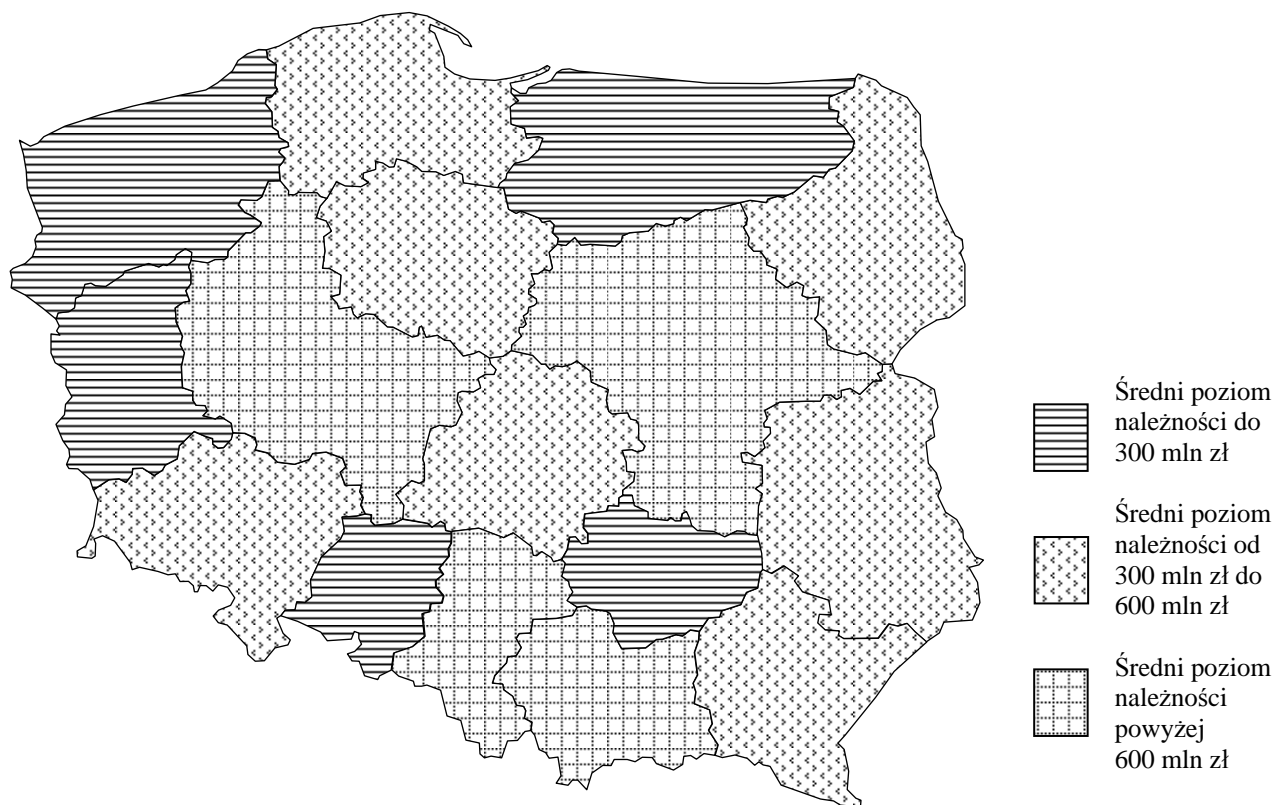 Średni poziom
należności do
300 mln zł
Średni poziom
należności od
300 mln zł do
600 mln zł
Średni poziom
należności
powyżej
600 mln zł